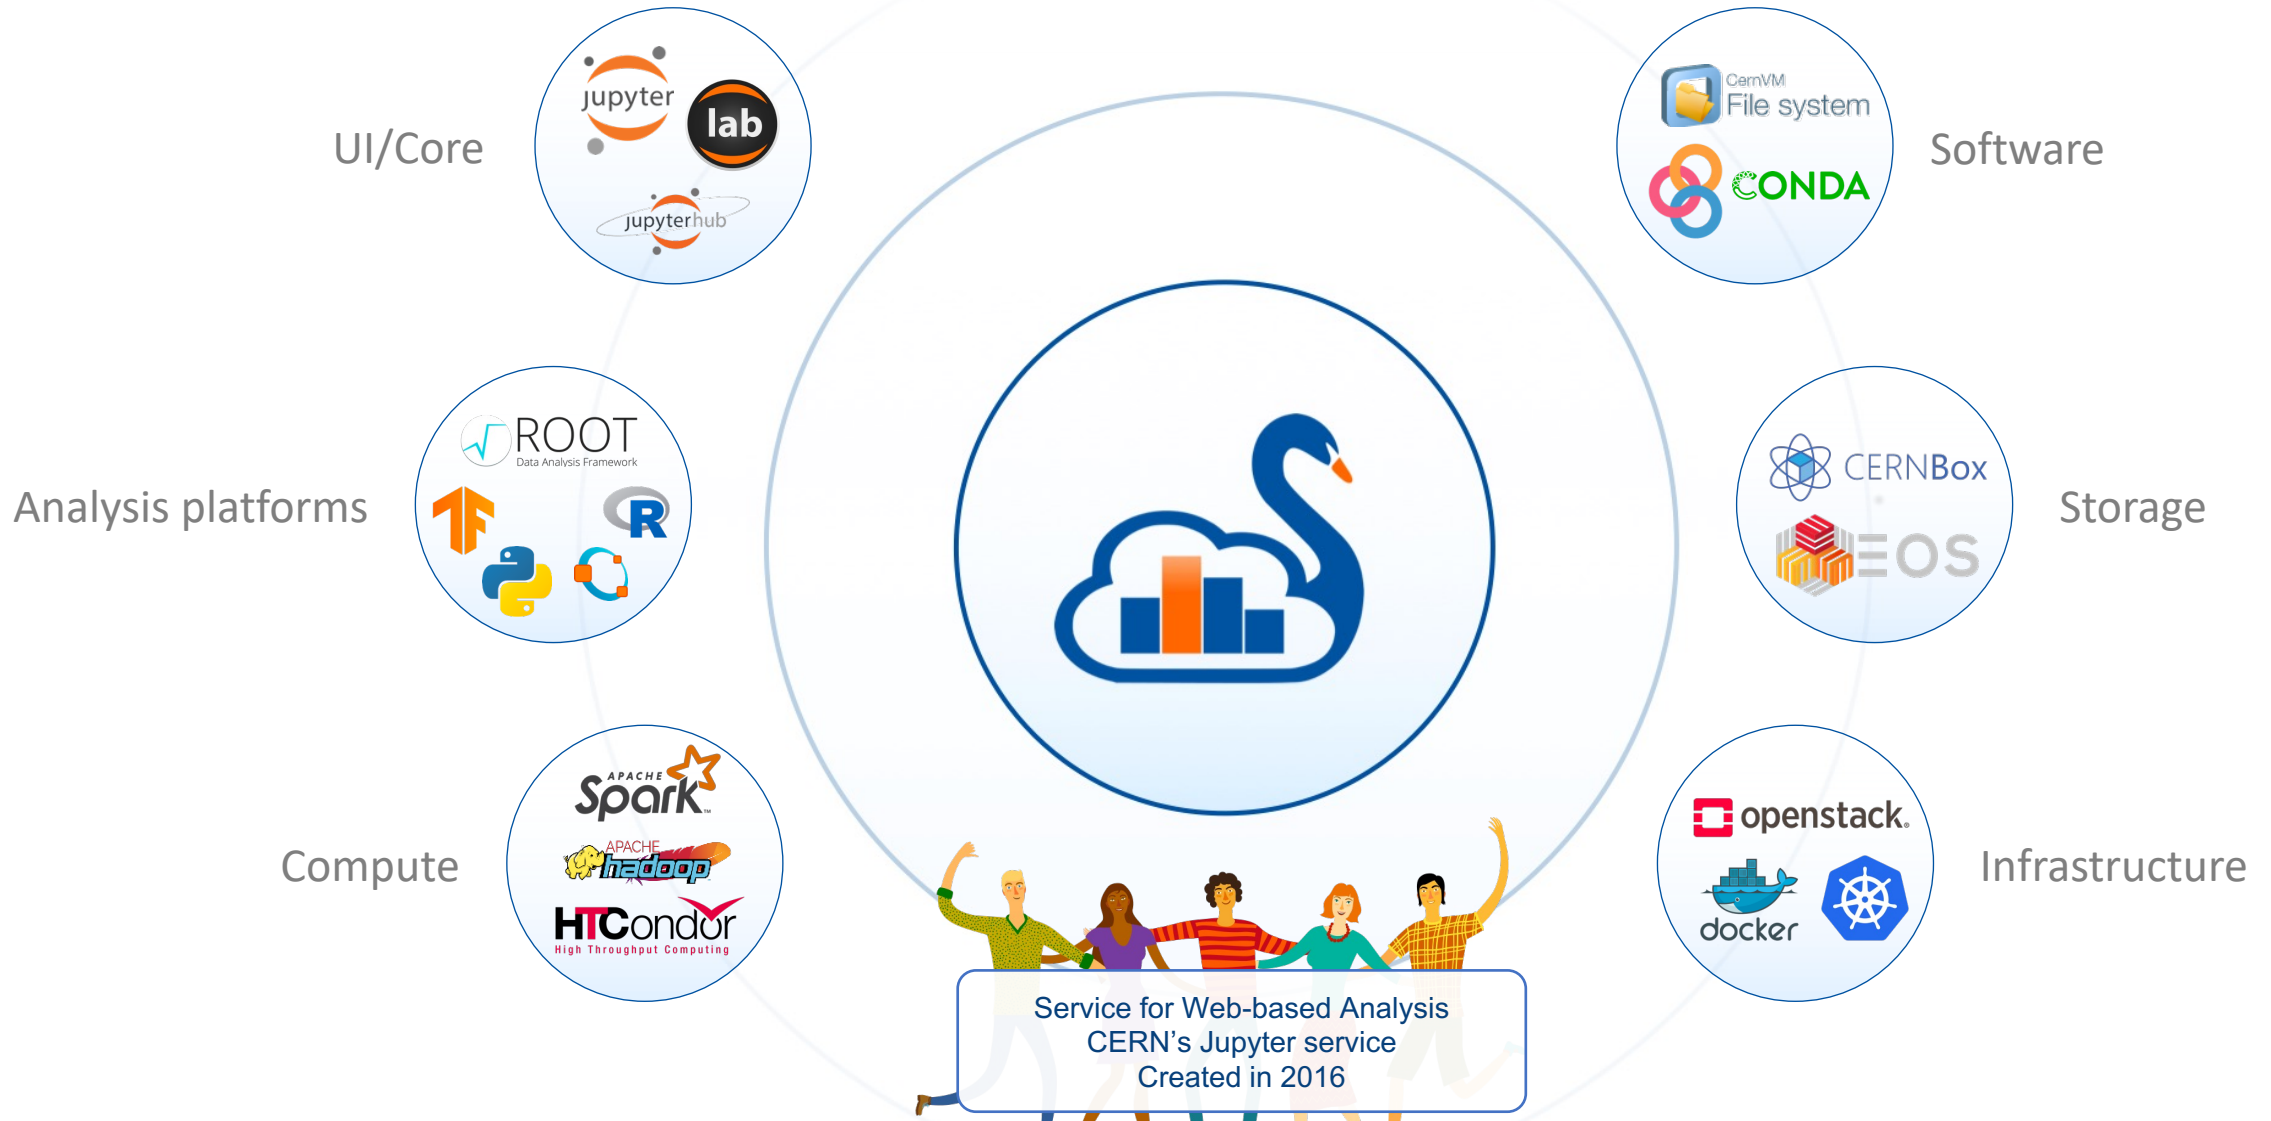 UI/Core
jupyter
lab
jupyterhub
CernVM
File system
CONDA
Software
Analysis platforms
ROOT
Data Analysis Framework
R
CERNBox
EOS
Storage
Compute
APACHE
Spark™
APACHE
hadoop
HTCondor
High Throughput Computing
openstack®
docker
Infrastructure
Service for Web-based Analysis
CERN’s Jupyter service
Created in 2016